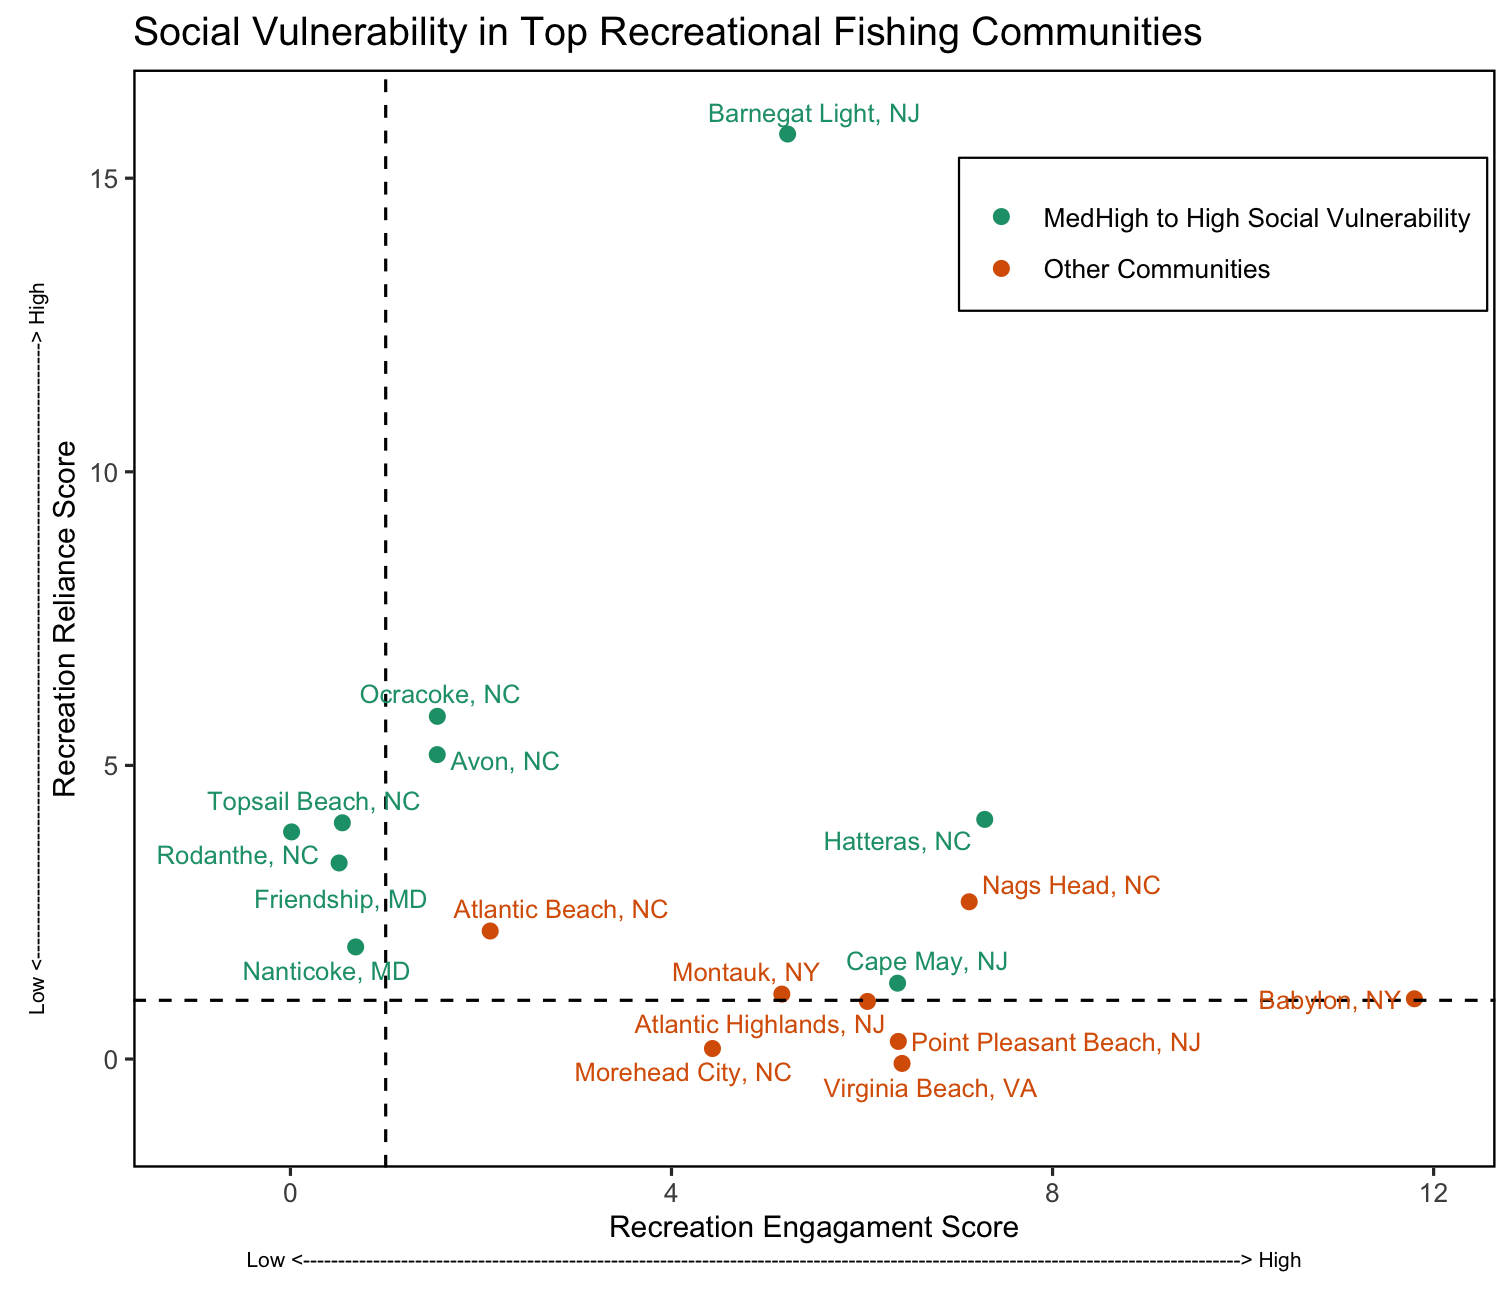 Social Vulnerability in Top Recreational Fishing Communities
Barnegat Light, NJ
15
MedHigh to High Social Vulnerability
Other Communities
10
Recreation Reliance Score
Low <--------------------------------------------------------------------------> High
Ocracoke, NC
5
Avon, NC
Topsail Beach, NC
Hatteras, NC
Rodanthe, NC
Nags Head, NC
Friendship, MD
Atlantic Beach, NC
Cape May, NJ
Nanticoke, MD
Montauk, NY
Babylon, NY
Atlantic Highlands, NJ
Point Pleasant Beach, NJ
0
Morehead City, NC
Virginia Beach, VA
0
4
8
12
Recreation Engagament Score
Low <--------------------------------------------------------------------------------------------------------------------> High